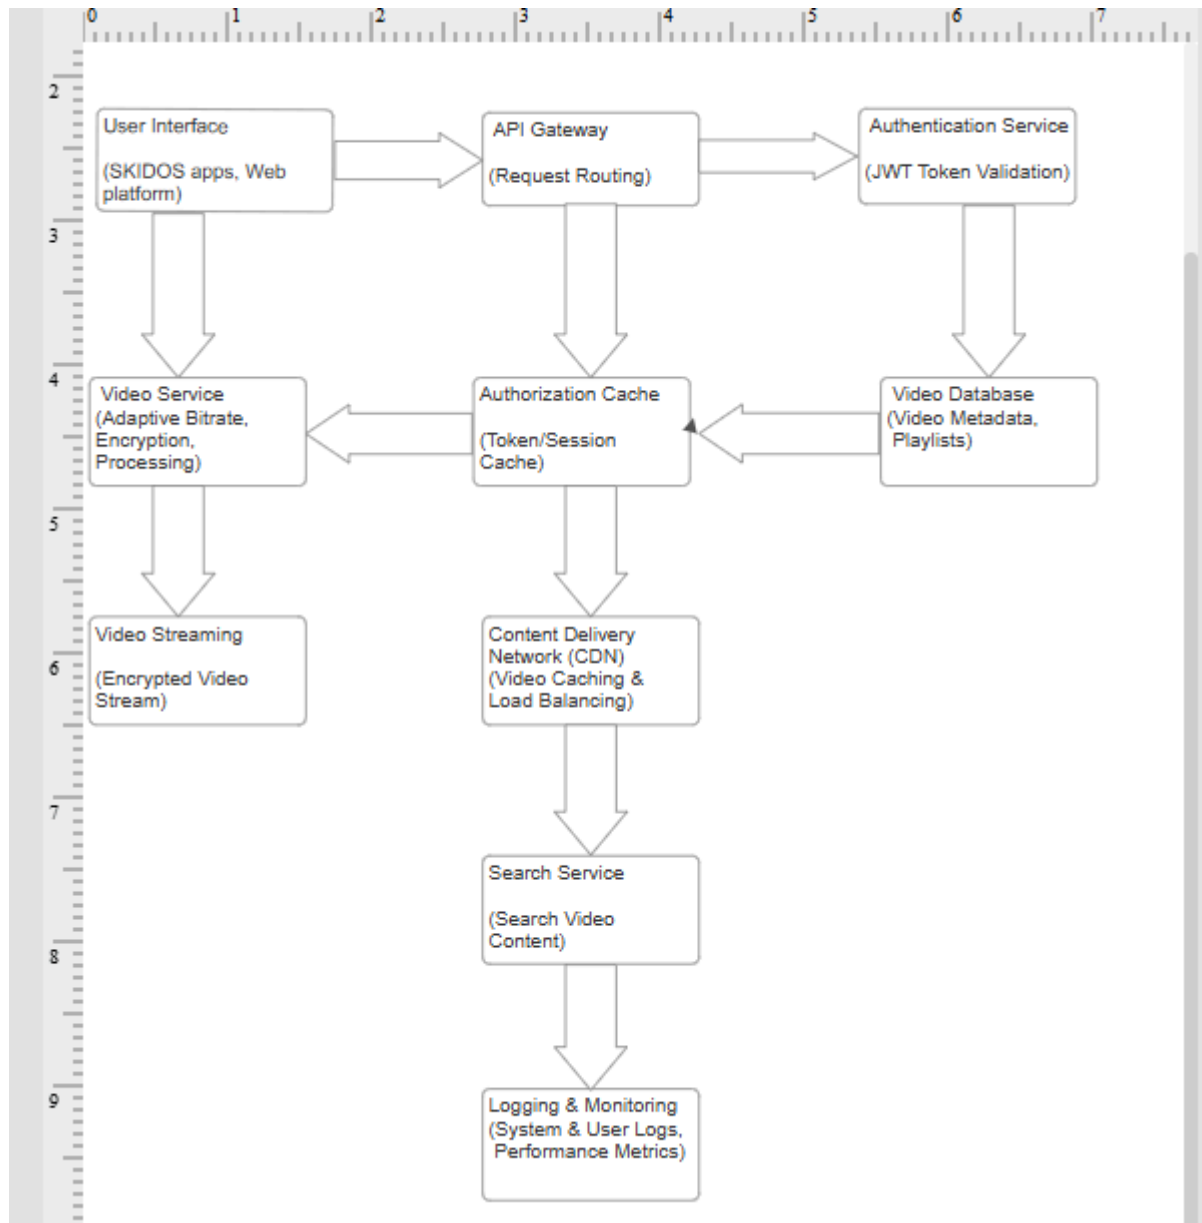 0 1 2 3 4 5 6 7
2
User Interface
(SKIDOS apps, Web
platform)
API Gateway
(Request Routing)
Authentication Service
(JWT Token Validation)
3
4
Video Service
(Adaptive Bitrate,
Encryption,
Processing)
Authorization Cache
(Token/Session
Cache)
Video Database
(Video Metadata,
Playlists)
5
6
Video Streaming
(Encrypted Video
Stream)
Content Delivery
Network (CDN)
(Video Caching &
Load Balancing)
7
Search Service
(Search Video
Content)
8
9
Logging & Monitoring
(System & User Logs,
Performance Metrics)